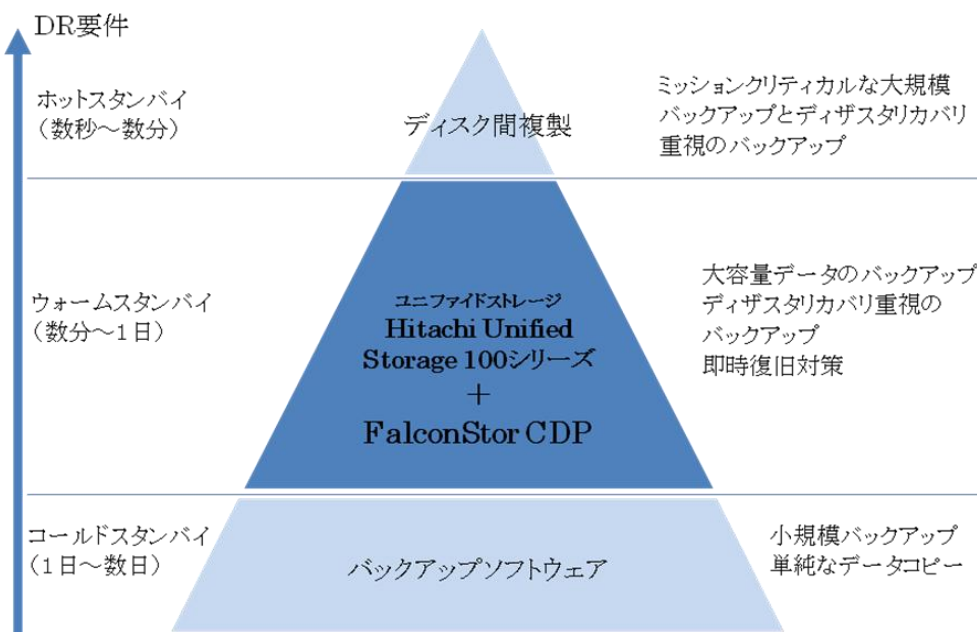 DR要件
ホットスタンバイ
(数秒～数分)
ディスク間複製
ミッションクリティカルな大規模
バックアップとディザスタリカバリ
重視のバックアップ
ウォームスタンバイ
(数分～1日)
ユニファイドストレージ
Hitachi Unified
Storage 100シリーズ
+
FalconStor CDP
大容量データのバックアップ
ディザスタリカバリ重視の
バックアップ
即時復旧対策
コールドスタンバイ
(1日～数日)
バックアップソフトウェア
小規模バックアップ
単純なデータコピー